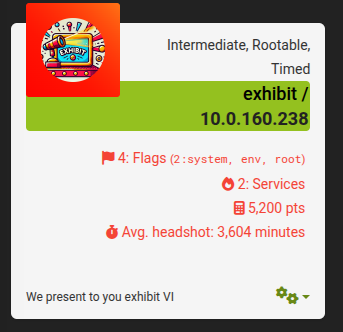 EXHIBIT
Intermediate, Rootable,
Timed
exhibit /
10.0.160.238
4: Flags (2:system, env, root)
2: Services
5,200 pts
Avg. headshot: 3,604 minutes
We present to you exhibit VI